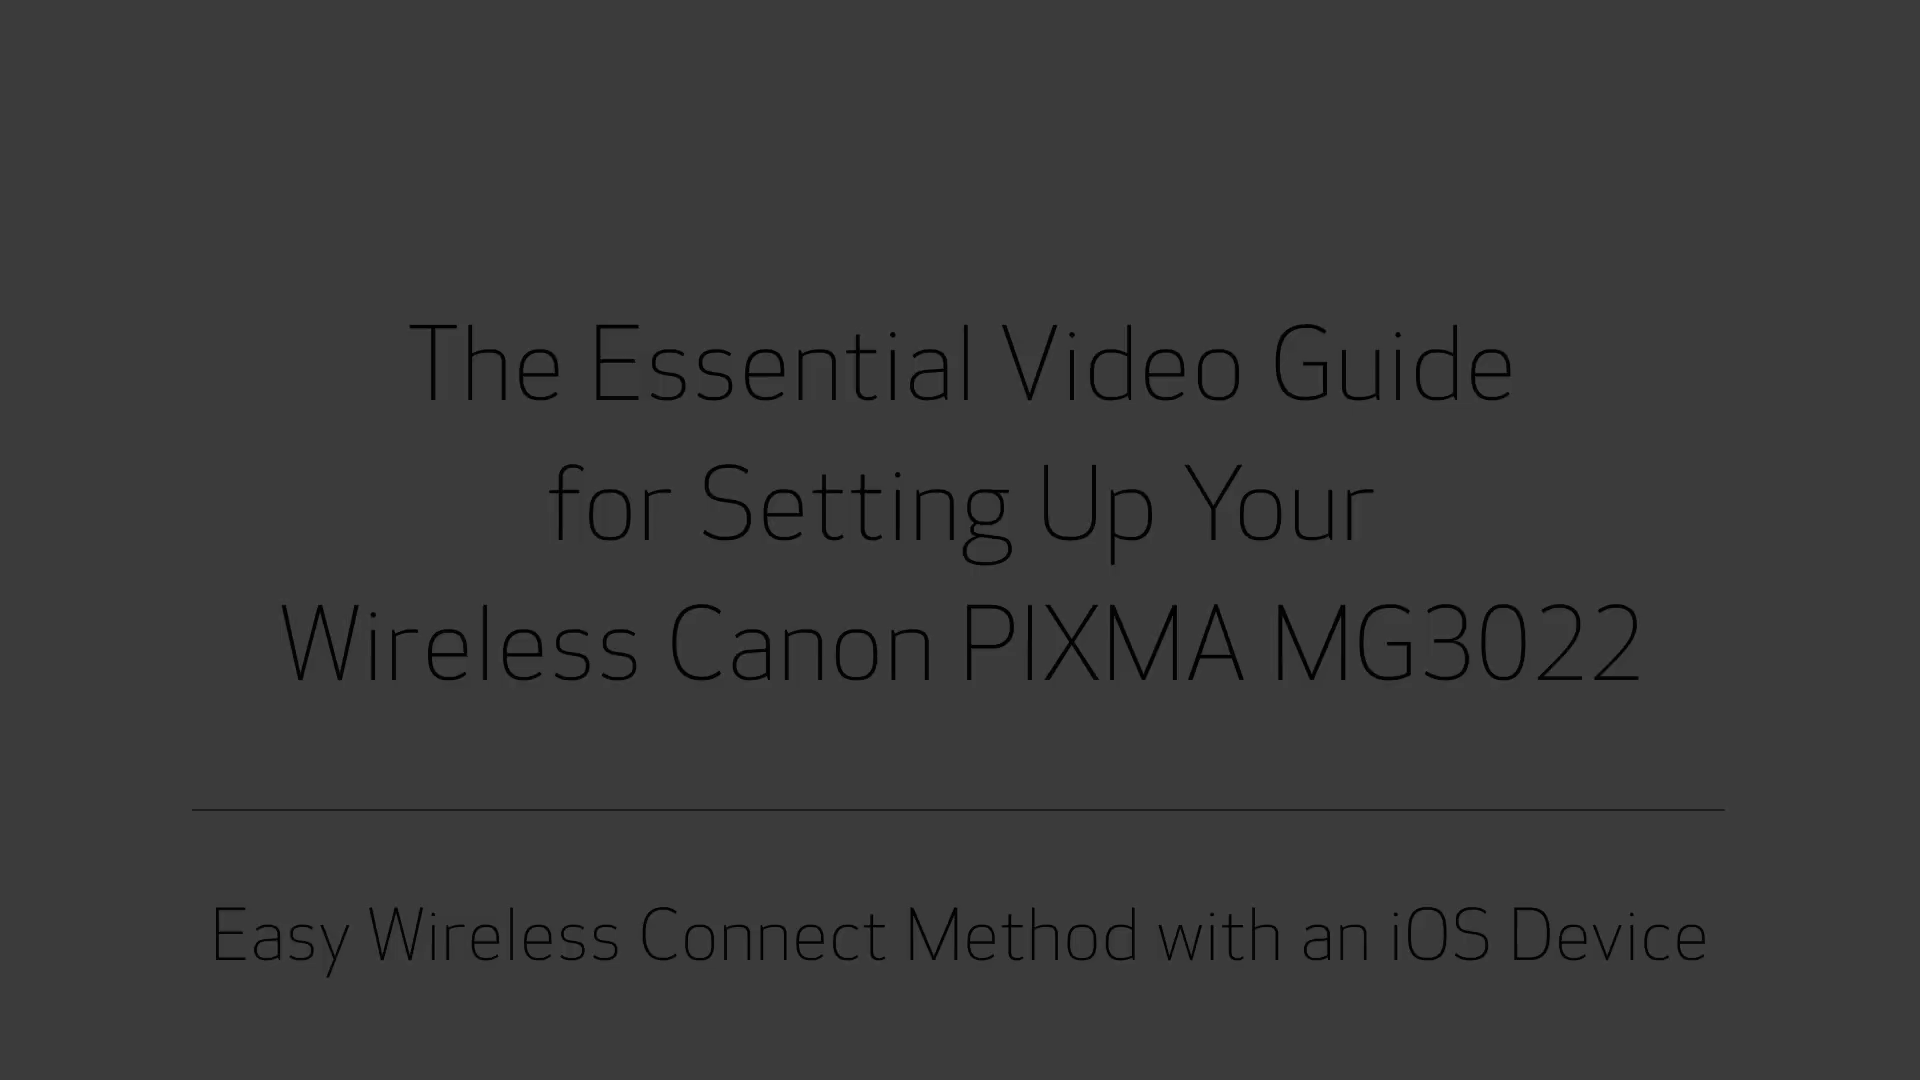 The Essential Video Guide
for Setting Up Your
Wireless Canon PIXMA MG3022
Easy Wireless Connect Method with an iOS Device